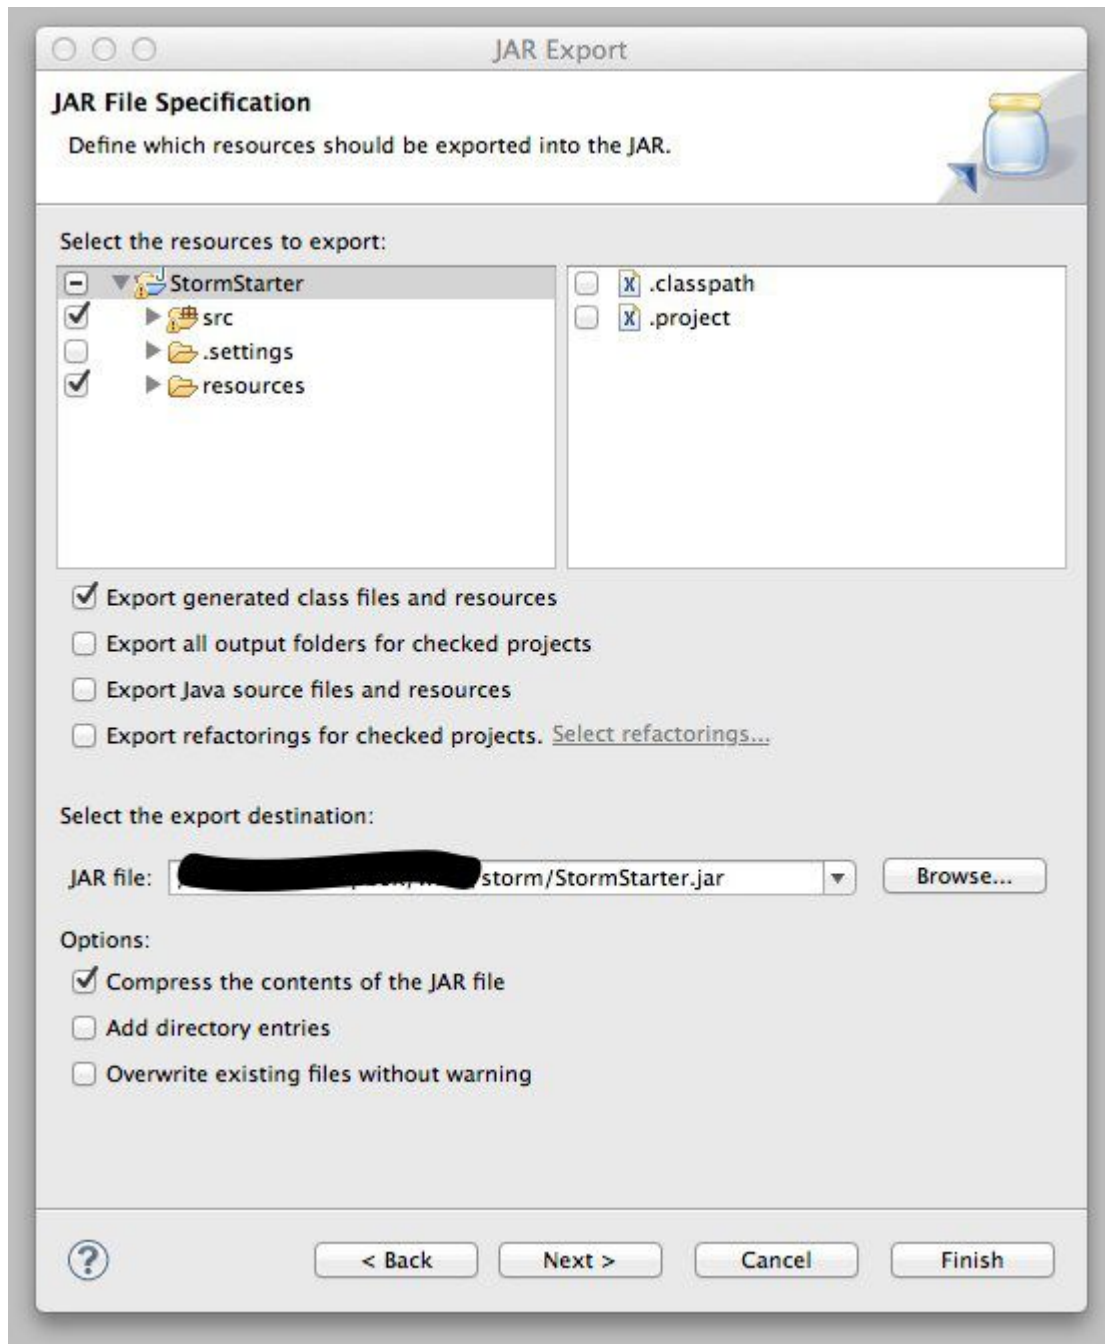 JAR Export
JAR File Specification
Define which resources should be exported into the JAR.
Select the resources to export:
StormStarter
src
.settings
resources
.classpath
.project
Export generated class files and resources
Export all output folders for checked projects
Export Java source files and resources
Export refactorings for checked projects. Select refactorings...
Select the export destination:
JAR file: /storm/StormStarter.jar Browse...
Options:
Compress the contents of the JAR file
Add directory entries
Overwrite existing files without warning
? < Back Next > Cancel Finish